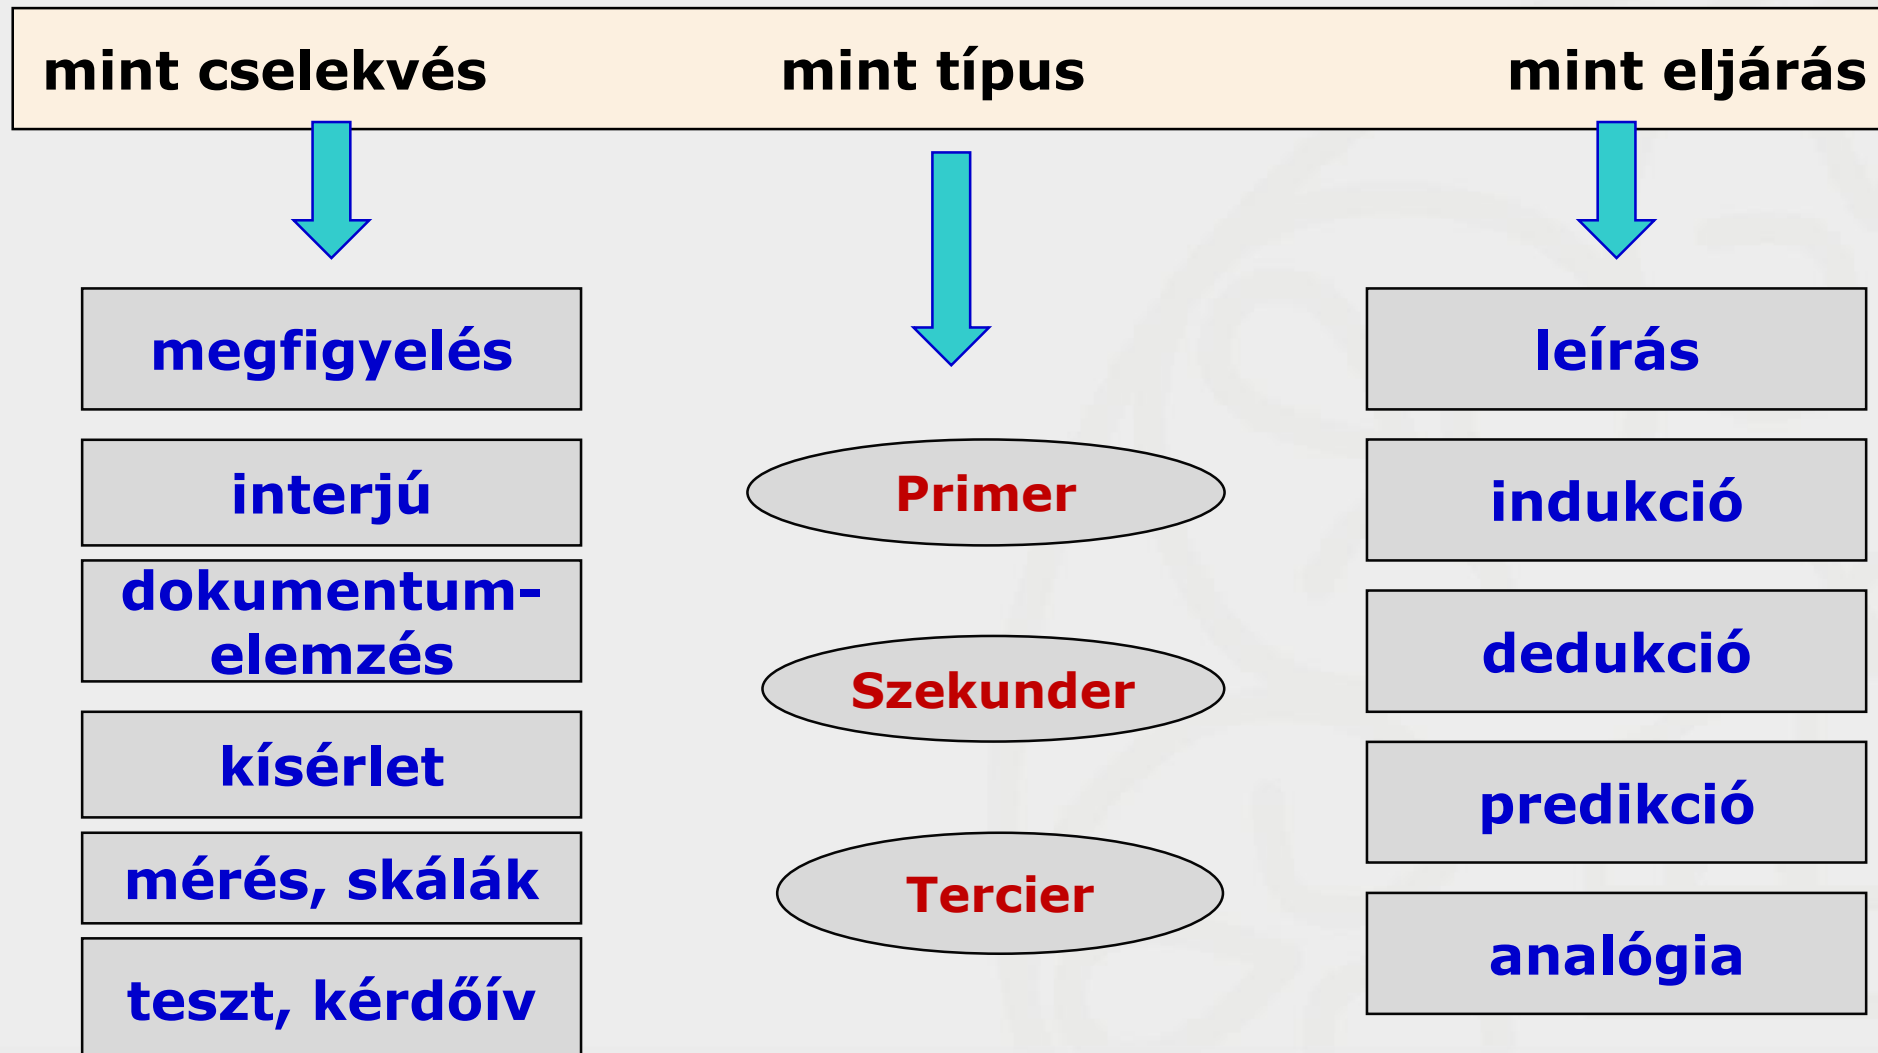 mint cselekvés mint típus mint eljárás
megfigyelés
interjú
dokumentum-
elemzés
kísérlet
mérés, skálák
teszt, kérdőív
Primer
Szekunder
Tercier
leírás
indukció
dedukció
predikció
analógia